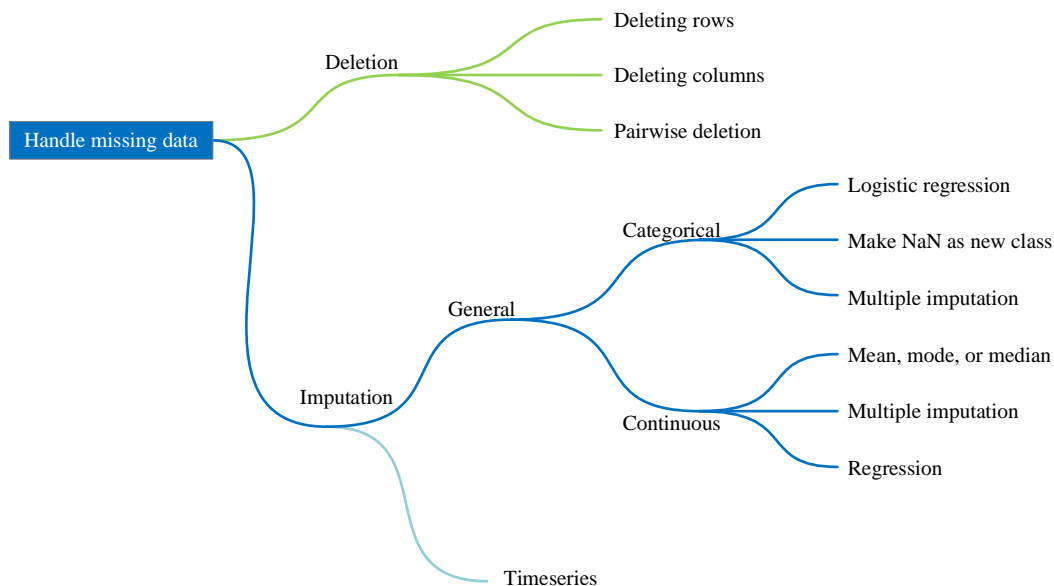 Deleting rows
Deletion
Deleting columns
Handle missing data
Pairwise deletion
Logistic regression
Categorical
Make NaN as new class
Multiple imputation
General
Mean, mode, or median
Imputation
Multiple imputation
Continuous
Regression
Timeseries